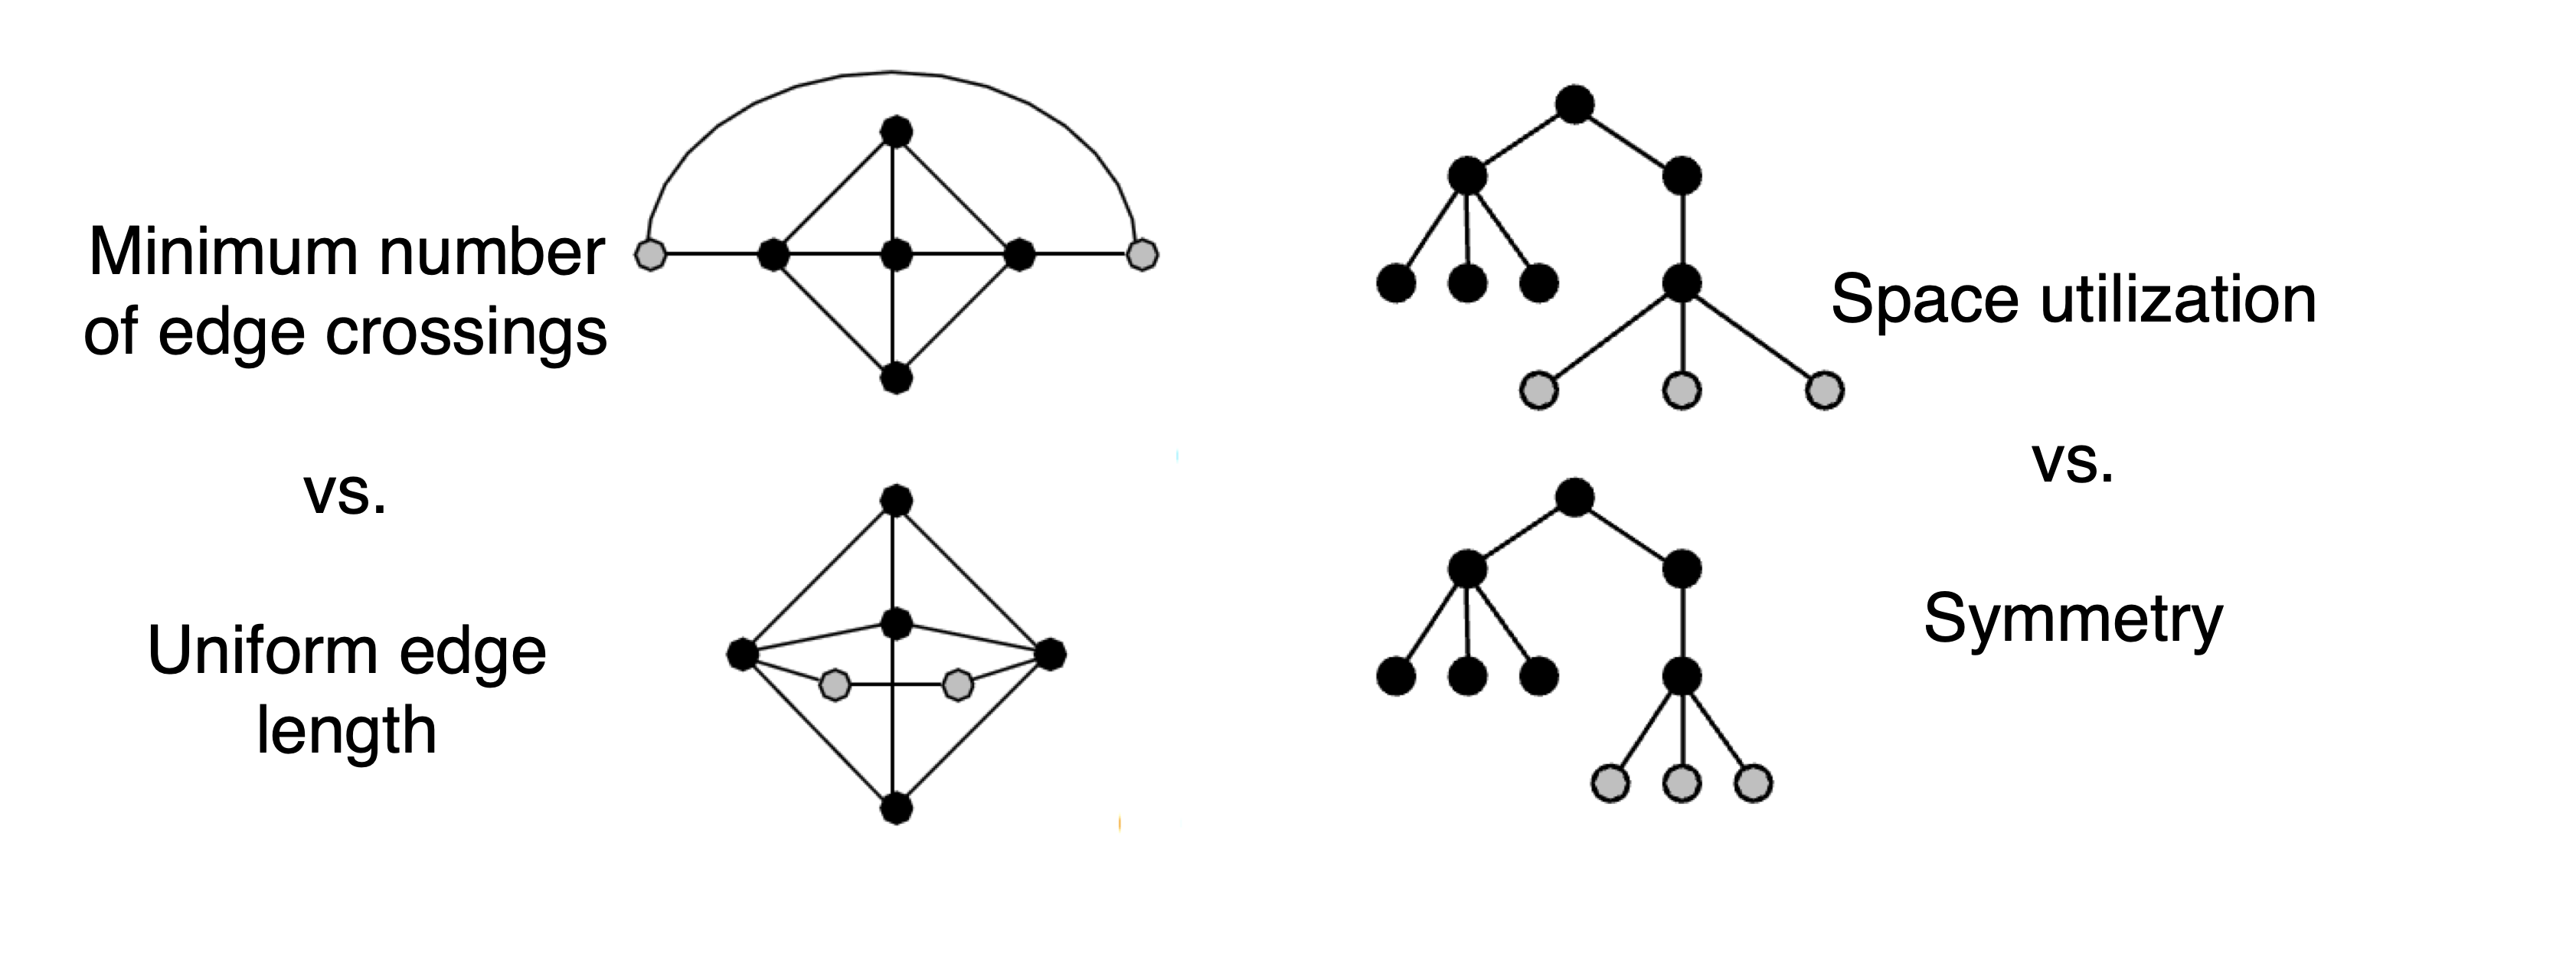 Minimum number
of edge crossings
vs.
Uniform edge
length
Space utilization
vs.
Symmetry